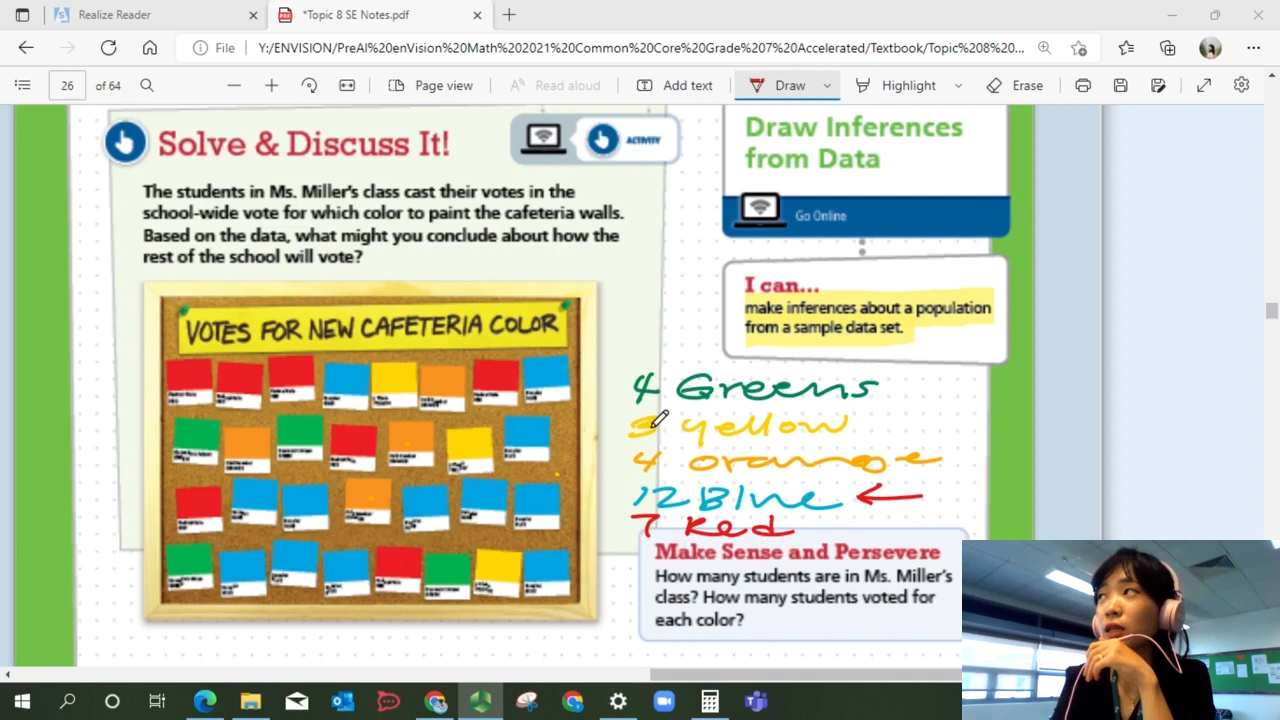 Realize Reader
*Topic 8 SE Notes.pdf
File
Y:/ENVISION/PreAl%20enVision%20Math%202021%20Common%20Core%20Grade%207%20Accelerated/Textbook/Topic%208%20...
26 of 64
Page view
Read aloud
Add text
Draw
Highlight
Erase
Solve & Discuss It!
ACTIVITY
The students in Ms. Miller's class cast their votes in the
school-wide vote for which color to paint the cafeteria walls.
Based on the data, what might you conclude about how the
rest of the school will vote?
VOTES FOR NEW CAFETERIA COLOR
Draw Inferences
from Data
Go Online
I can...
make inferences about a population
from a sample data set.
4 Greens
3 yellow
4 orange
12 Blue
7 Red
Make Sense and Persevere
How many students are in Ms. Miller's
class? How many students voted for
each color?